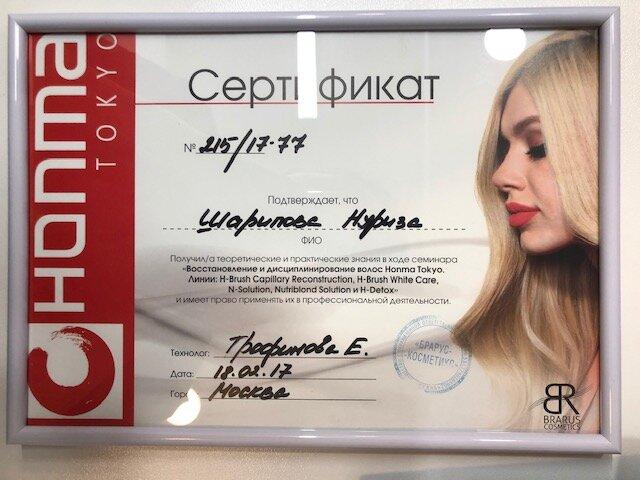 Honma
TOKYO
Сертификат
№ 215/17-77
Подтверждает, что
Шарипова Нуриза
ФИО
Получил/а теоретические и практические знания в ходе семинара
«Восстановление и дисциплинирование волос Honma Tokyo.
Линии: H-Brush Capillary Reconstruction, H-Brush White Care,
N-Solution, Nutriblond Solution и H-Detox»
и имеет право применять их в профессиональной деятельности.
Технолог: Трофимова Е.
Дата: 18.02.17
Город Москва
«БРАРУС-
КОСМЕТИКС»
BR
BRARUS
COSMETICS